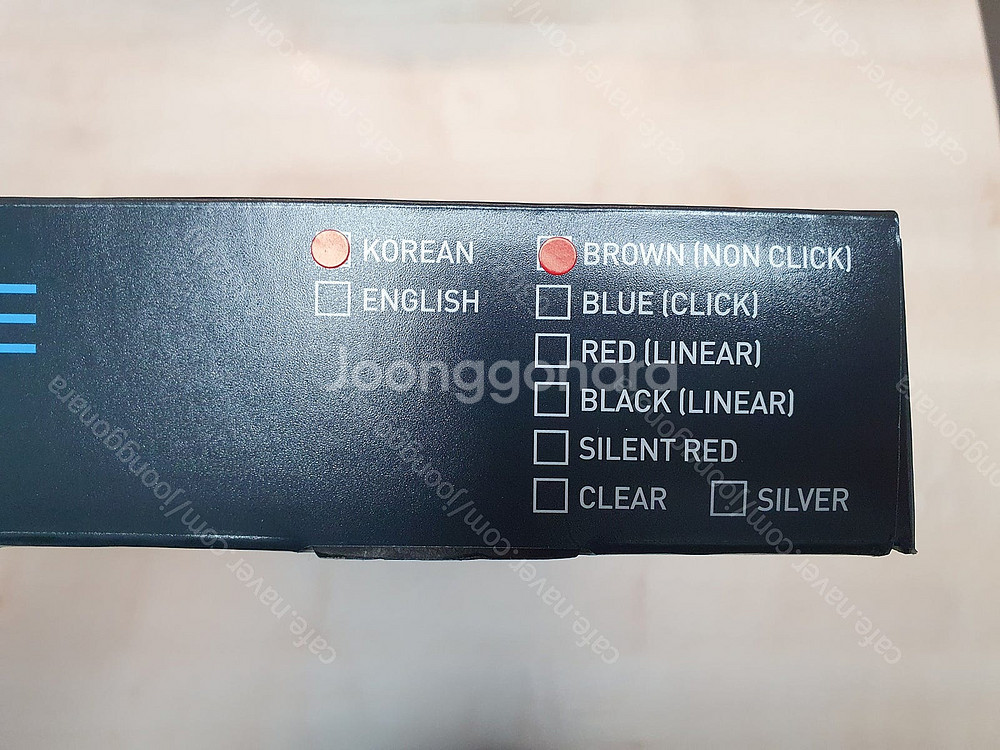 KOREAN
ENGLISH
BROWN (NON CLICK)
BLUE (CLICK)
RED (LINEAR)
BLACK (LINEAR)
SILENT RED
CLEAR SILVER
Joonggonara
cafe.naver.com/joonggonara